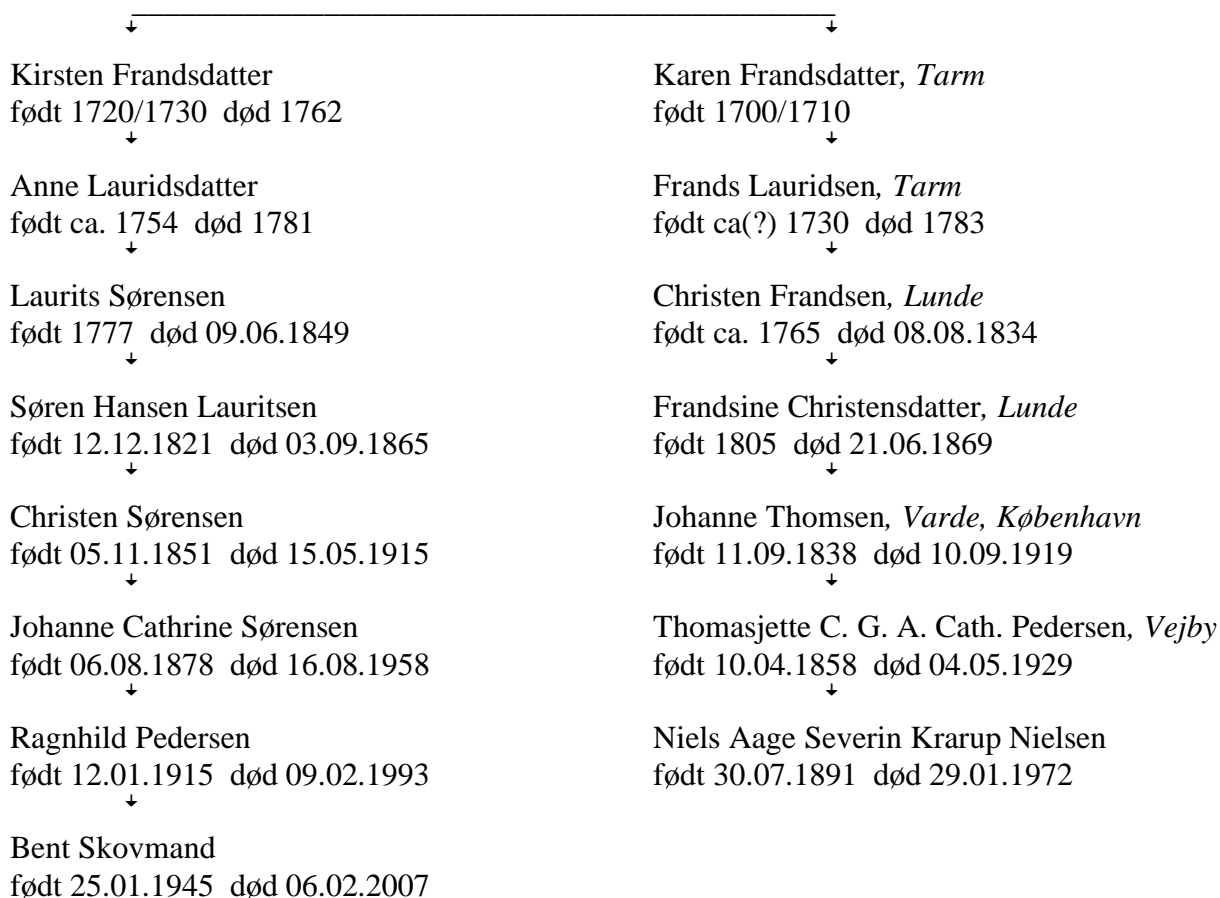 Kirsten Frandsdatter
født 1720/1730 død 1762
Anne Lauridsdatter
født ca. 1754 død 1781
Laurits Sørensen
født 1777 død 09.06.1849
Søren Hansen Lauritsen
født 12.12.1821 død 03.09.1865
Christen Sørensen
født 05.11.1851 død 15.05.1915
Johanne Cathrine Sørensen
født 06.08.1878 død 16.08.1958
Ragnhild Pedersen
født 12.01.1915 død 09.02.1993
Bent Skovmand
født 25.01.1945 død 06.02.2007
Karen Frandsdatter, Tarm
født 1700/1710
Frands Lauridsen, Tarm
født ca(?) 1730 død 1783
Christen Frandsen, Lunde
født ca. 1765 død 08.08.1834
Frandsine Christensdatter, Lunde
født 1805 død 21.06.1869
Johanne Thomsen, Varde, København
født 11.09.1838 død 10.09.1919
Thomasjette C. G. A. Cath. Pedersen, Vejby
født 10.04.1858 død 04.05.1929
Niels Aage Severin Krarup Nielsen
født 30.07.1891 død 29.01.1972